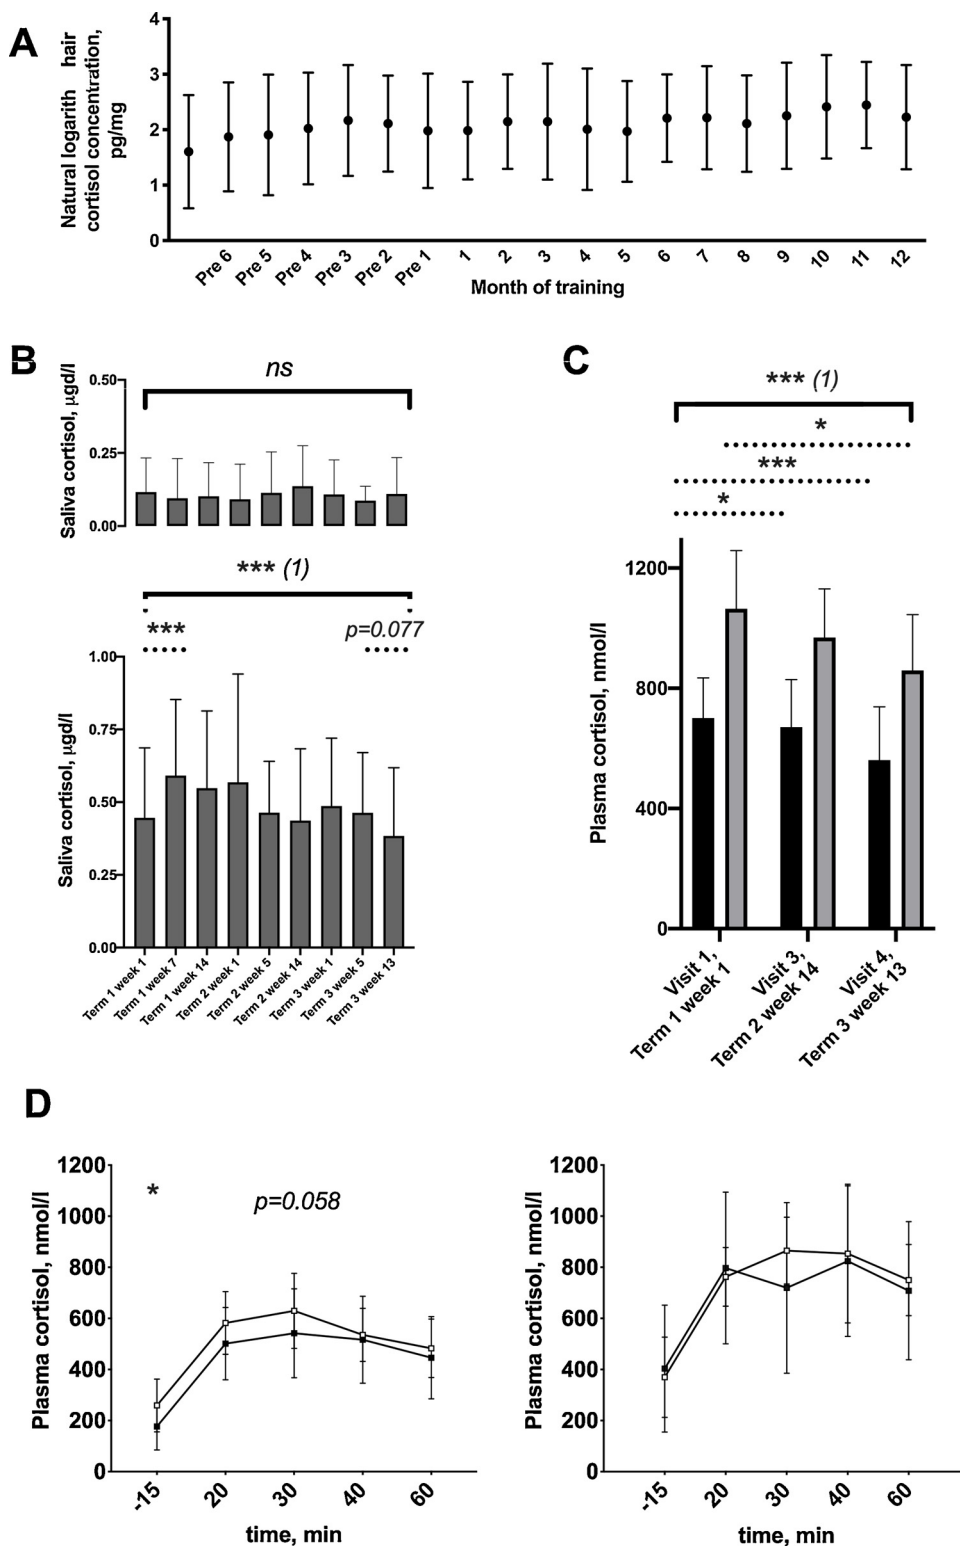 A
Natural logarith hair
cortisol concentration,
pg/mg
4
3
2
1
0
Pre 6
Pre 5
Pre 4
Pre 3
Pre 2
Pre 1
1
2
3
4
5
6
7
8
9
10
11
12
Month of training
B
Saliva cortisol, µgd/l
0.50
0.25
0.00
ns
*** (1)
***
p=0.077
Saliva cortisol, µgd/l
1.00
0.75
0.50
0.25
0.00
Term 1 week 1
Term 1 week 7
Term 1 week 14
Term 2 week 1
Term 2 week 5
Term 2 week 14
Term 3 week 1
Term 3 week 5
Term 3 week 13
C
*** (1)
*
***
*
Plasma cortisol, nmol/l
1200
800
400
0
Visit 1,
Term 1 week 1
Visit 3,
Term 2 week 14
Visit 4,
Term 3 week 13
D
Plasma cortisol, nmol/l
1200
1000
800
600
400
200
0
*
p=0.058
-15
20
30
40
60
time, min
Plasma cortisol, nmol/l
1200
1000
800
600
400
200
0
-15
20
30
40
60
time, min